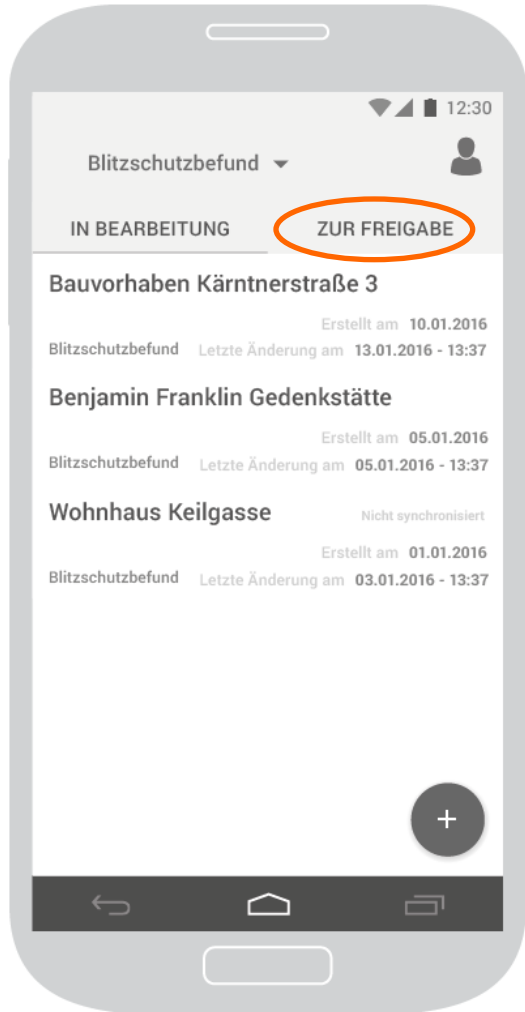 12:30
Blitzschutzbefund
IN BEARBEITUNG ZUR FREIGABE
Bauvorhaben Kärntnerstraße 3
Erstellt am 10.01.2016
Blitzschutzbefund Letzte Änderung am 13.01.2016 - 13:37
Benjamin Franklin Gedenkstätte
Erstellt am 05.01.2016
Blitzschutzbefund Letzte Änderung am 05.01.2016 - 13:37
Wohnhaus Keilgasse Nicht synchronisiert
Erstellt am 01.01.2016
Blitzschutzbefund Letzte Änderung am 03.01.2016 - 13:37
+